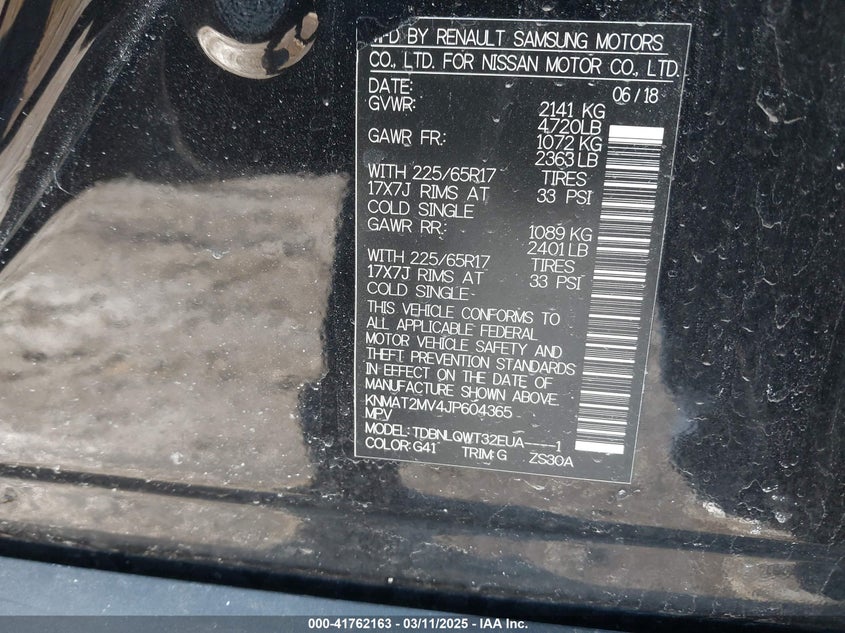 MFD BY RENAULT SAMSUNG MOTORS
CO., LTD. FOR NISSAN MOTOR CO., LTD.
DATE: 06/18
GVWR: 2141 KG
4720LB
GAWR FR: 1072 KG
2363 LB
WITH 225/65R17 TIRES
17X7J RIMS AT 33 PSI
COLD SINGLE
GAWR RR: 1089 KG
2401 LB
WITH 225/65R17 TIRES
17X7J RIMS AT 33 PSI
COLD SINGLE
THIS VEHICLE CONFORMS TO
ALL APPLICABLE FEDERAL
MOTOR VEHICLE SAFETY AND
THEFT PREVENTION STANDARDS
IN EFFECT ON THE DATE OF
MANUFACTURE SHOWN ABOVE.
KNMAT2MV4JP604365
MPV
MODEL: TDBNLQWT32EUA----1
COLOR: G41 TRIM: G ZS30A
000-41762163 - 03/11/2025 - IAAI.com